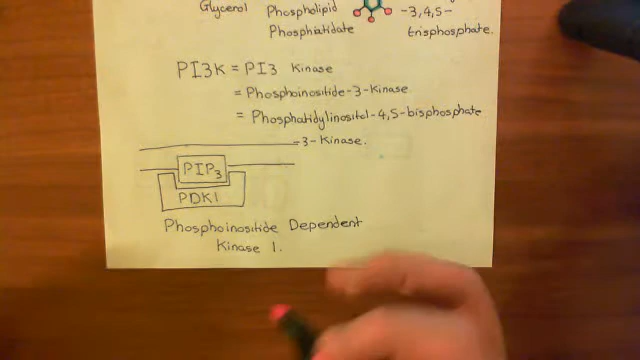 Glycerol
Phospholipid
-3,4,5-
Phosphatidate
trisphosphate.
PI3K = PI3 Kinase
= Phosphoinositide-3-Kinase
= Phosphatidylinositol-4,5-bisphosphate
-3-Kinase.
PIP3
PDK1
Phosphoinositide Dependent
Kinase 1.